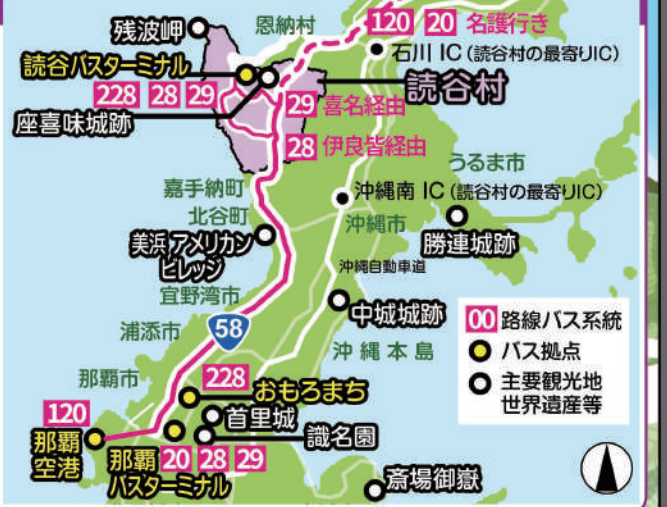 残波岬
恩納村
120 20 名護行き
石川 IC（読谷村の最寄りIC）
読谷バスターミナル
228 28 29
読谷村
座喜味城跡
29 喜名経由
28 伊良皆経由
うるま市
嘉手納町
沖縄南 IC（読谷村の最寄りIC）
北谷町
沖縄市
勝連城跡
美浜 アメリカン
ビレッジ
沖縄自動車道
宜野湾市
中城城跡
00 路線バス系統
58
浦添市
バス拠点
沖縄本島
主要観光地
世界遺産等
那覇市
228
おもろまち
120
首里城
那覇
空港
識名園
那覇
バスターミナル
20 28 29
斎場御嶽